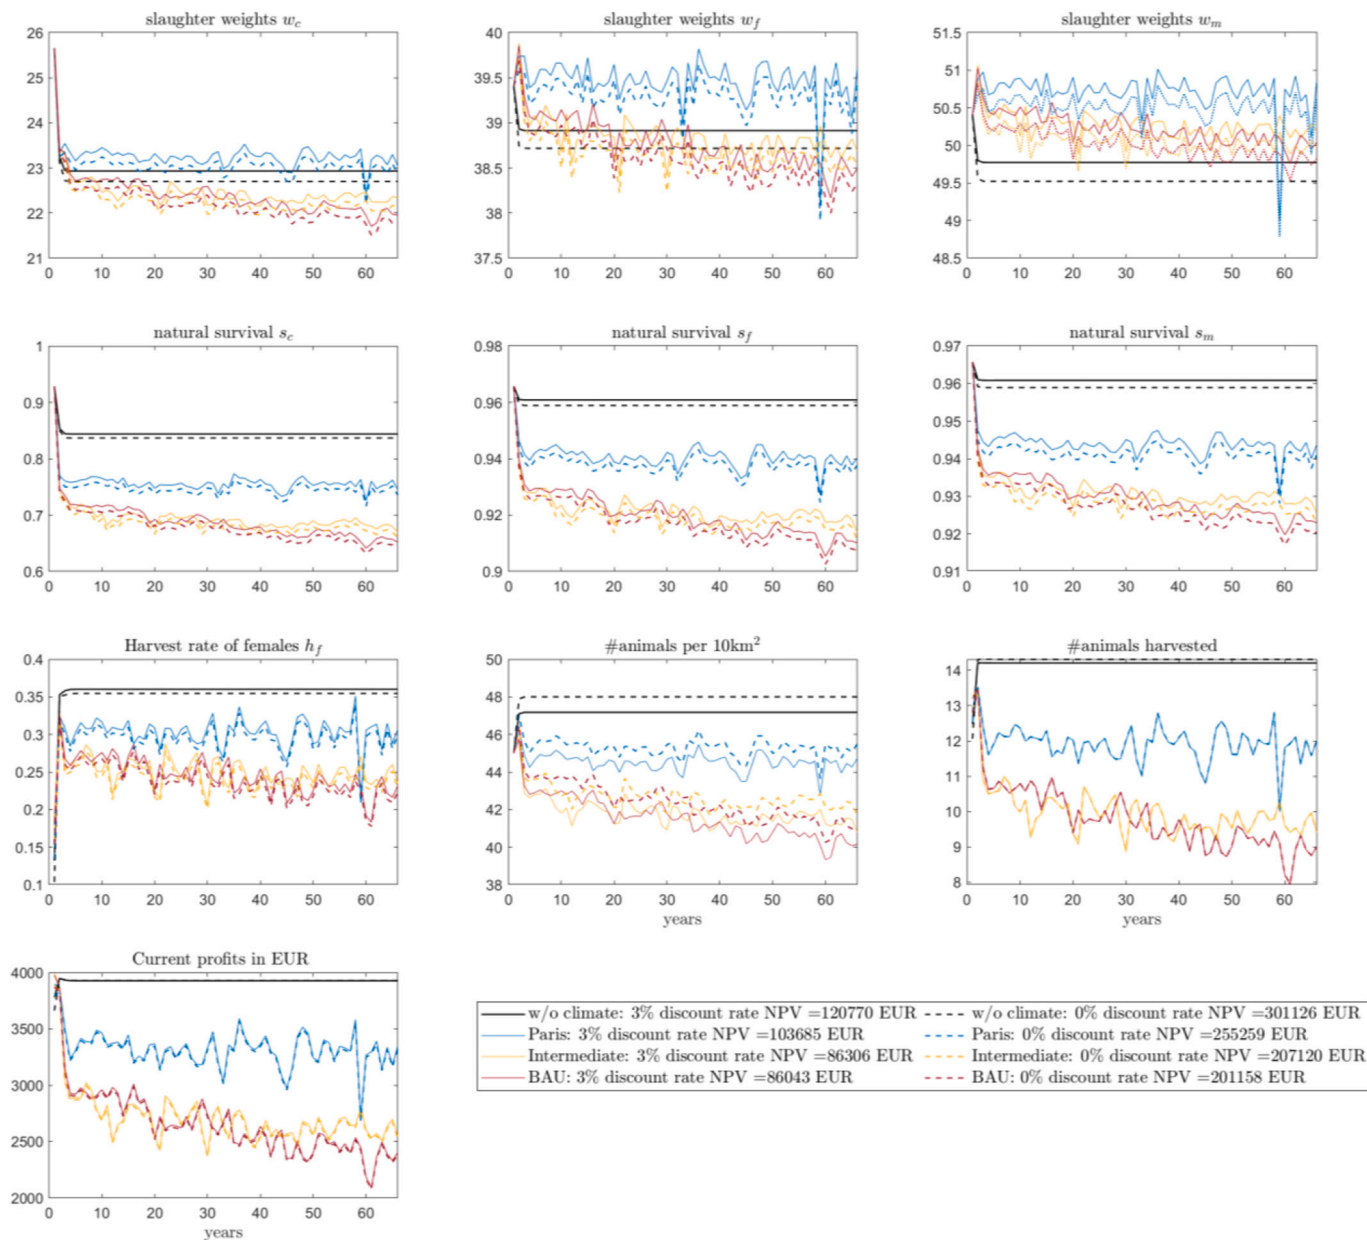 slaughter weights w_c
26
25
24
23
22
21
0 10 20 30 40 50 60
slaughter weights w_f
40
39.5
39
38.5
38
37.5
0 10 20 30 40 50 60
slaughter weights w_m
51.5
51
50.5
50
49.5
49
48.5
0 10 20 30 40 50 60
natural survival s_c
1
0.9
0.8
0.7
0.6
0 10 20 30 40 50 60
natural survival s_f
0.98
0.96
0.94
0.92
0.9
0 10 20 30 40 50 60
natural survival s_m
0.97
0.96
0.95
0.94
0.93
0.92
0.91
0 10 20 30 40 50 60
Harvest rate of females h_f
0.4
0.35
0.3
0.25
0.2
0.15
0.1
0 10 20 30 40 50 60
#animals per 10km²
50
48
46
44
42
40
38
0 10 20 30 40 50 60
years
#animals harvested
14
13
12
11
10
9
8
0 10 20 30 40 50 60
years
Current profits in EUR
4000
3500
3000
2500
2000
0 10 20 30 40 50 60
years
w/o climate: 3% discount rate NPV =120770 EUR
w/o climate: 0% discount rate NPV =301126 EUR
Paris: 3% discount rate NPV =103685 EUR
Paris: 0% discount rate NPV =255259 EUR
Intermediate: 3% discount rate NPV =86306 EUR
Intermediate: 0% discount rate NPV =207120 EUR
BAU: 3% discount rate NPV =86043 EUR
BAU: 0% discount rate NPV =201158 EUR